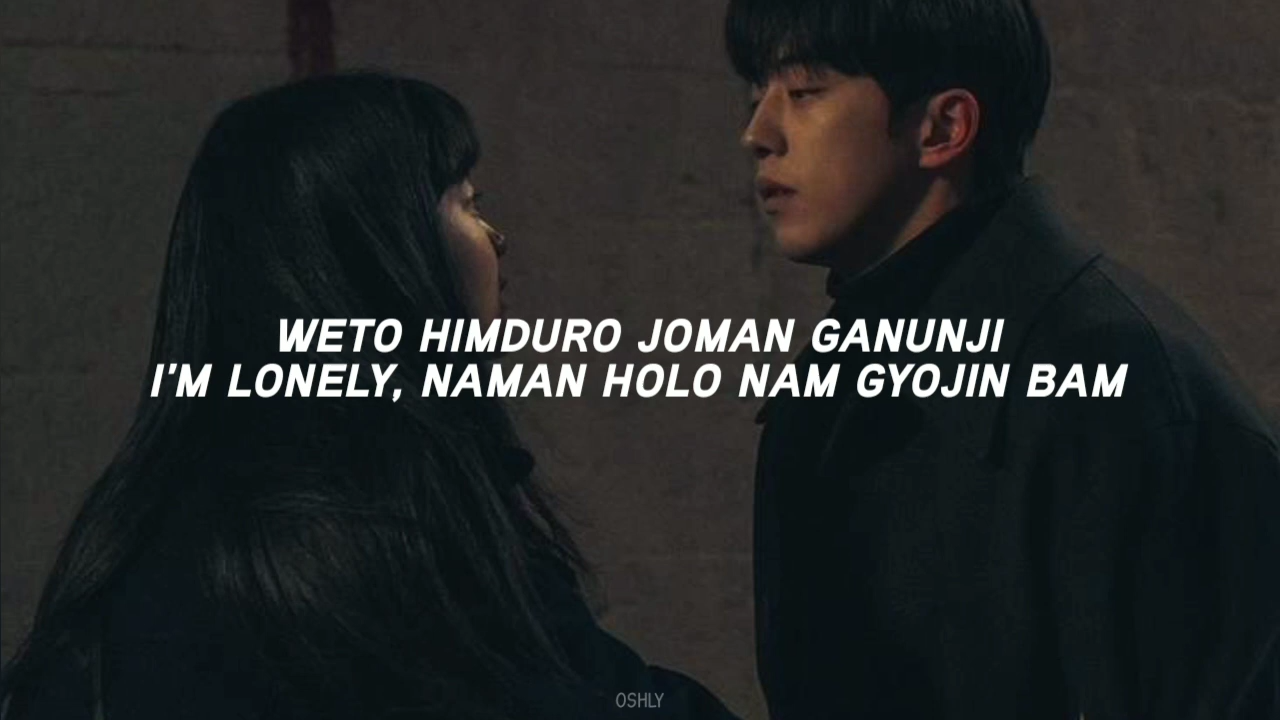 WETO HIMDURO JOMAN GANUNJI
I'M LONELY, NAMAN HOLO NAM GYOJIN BAM
OSHLY